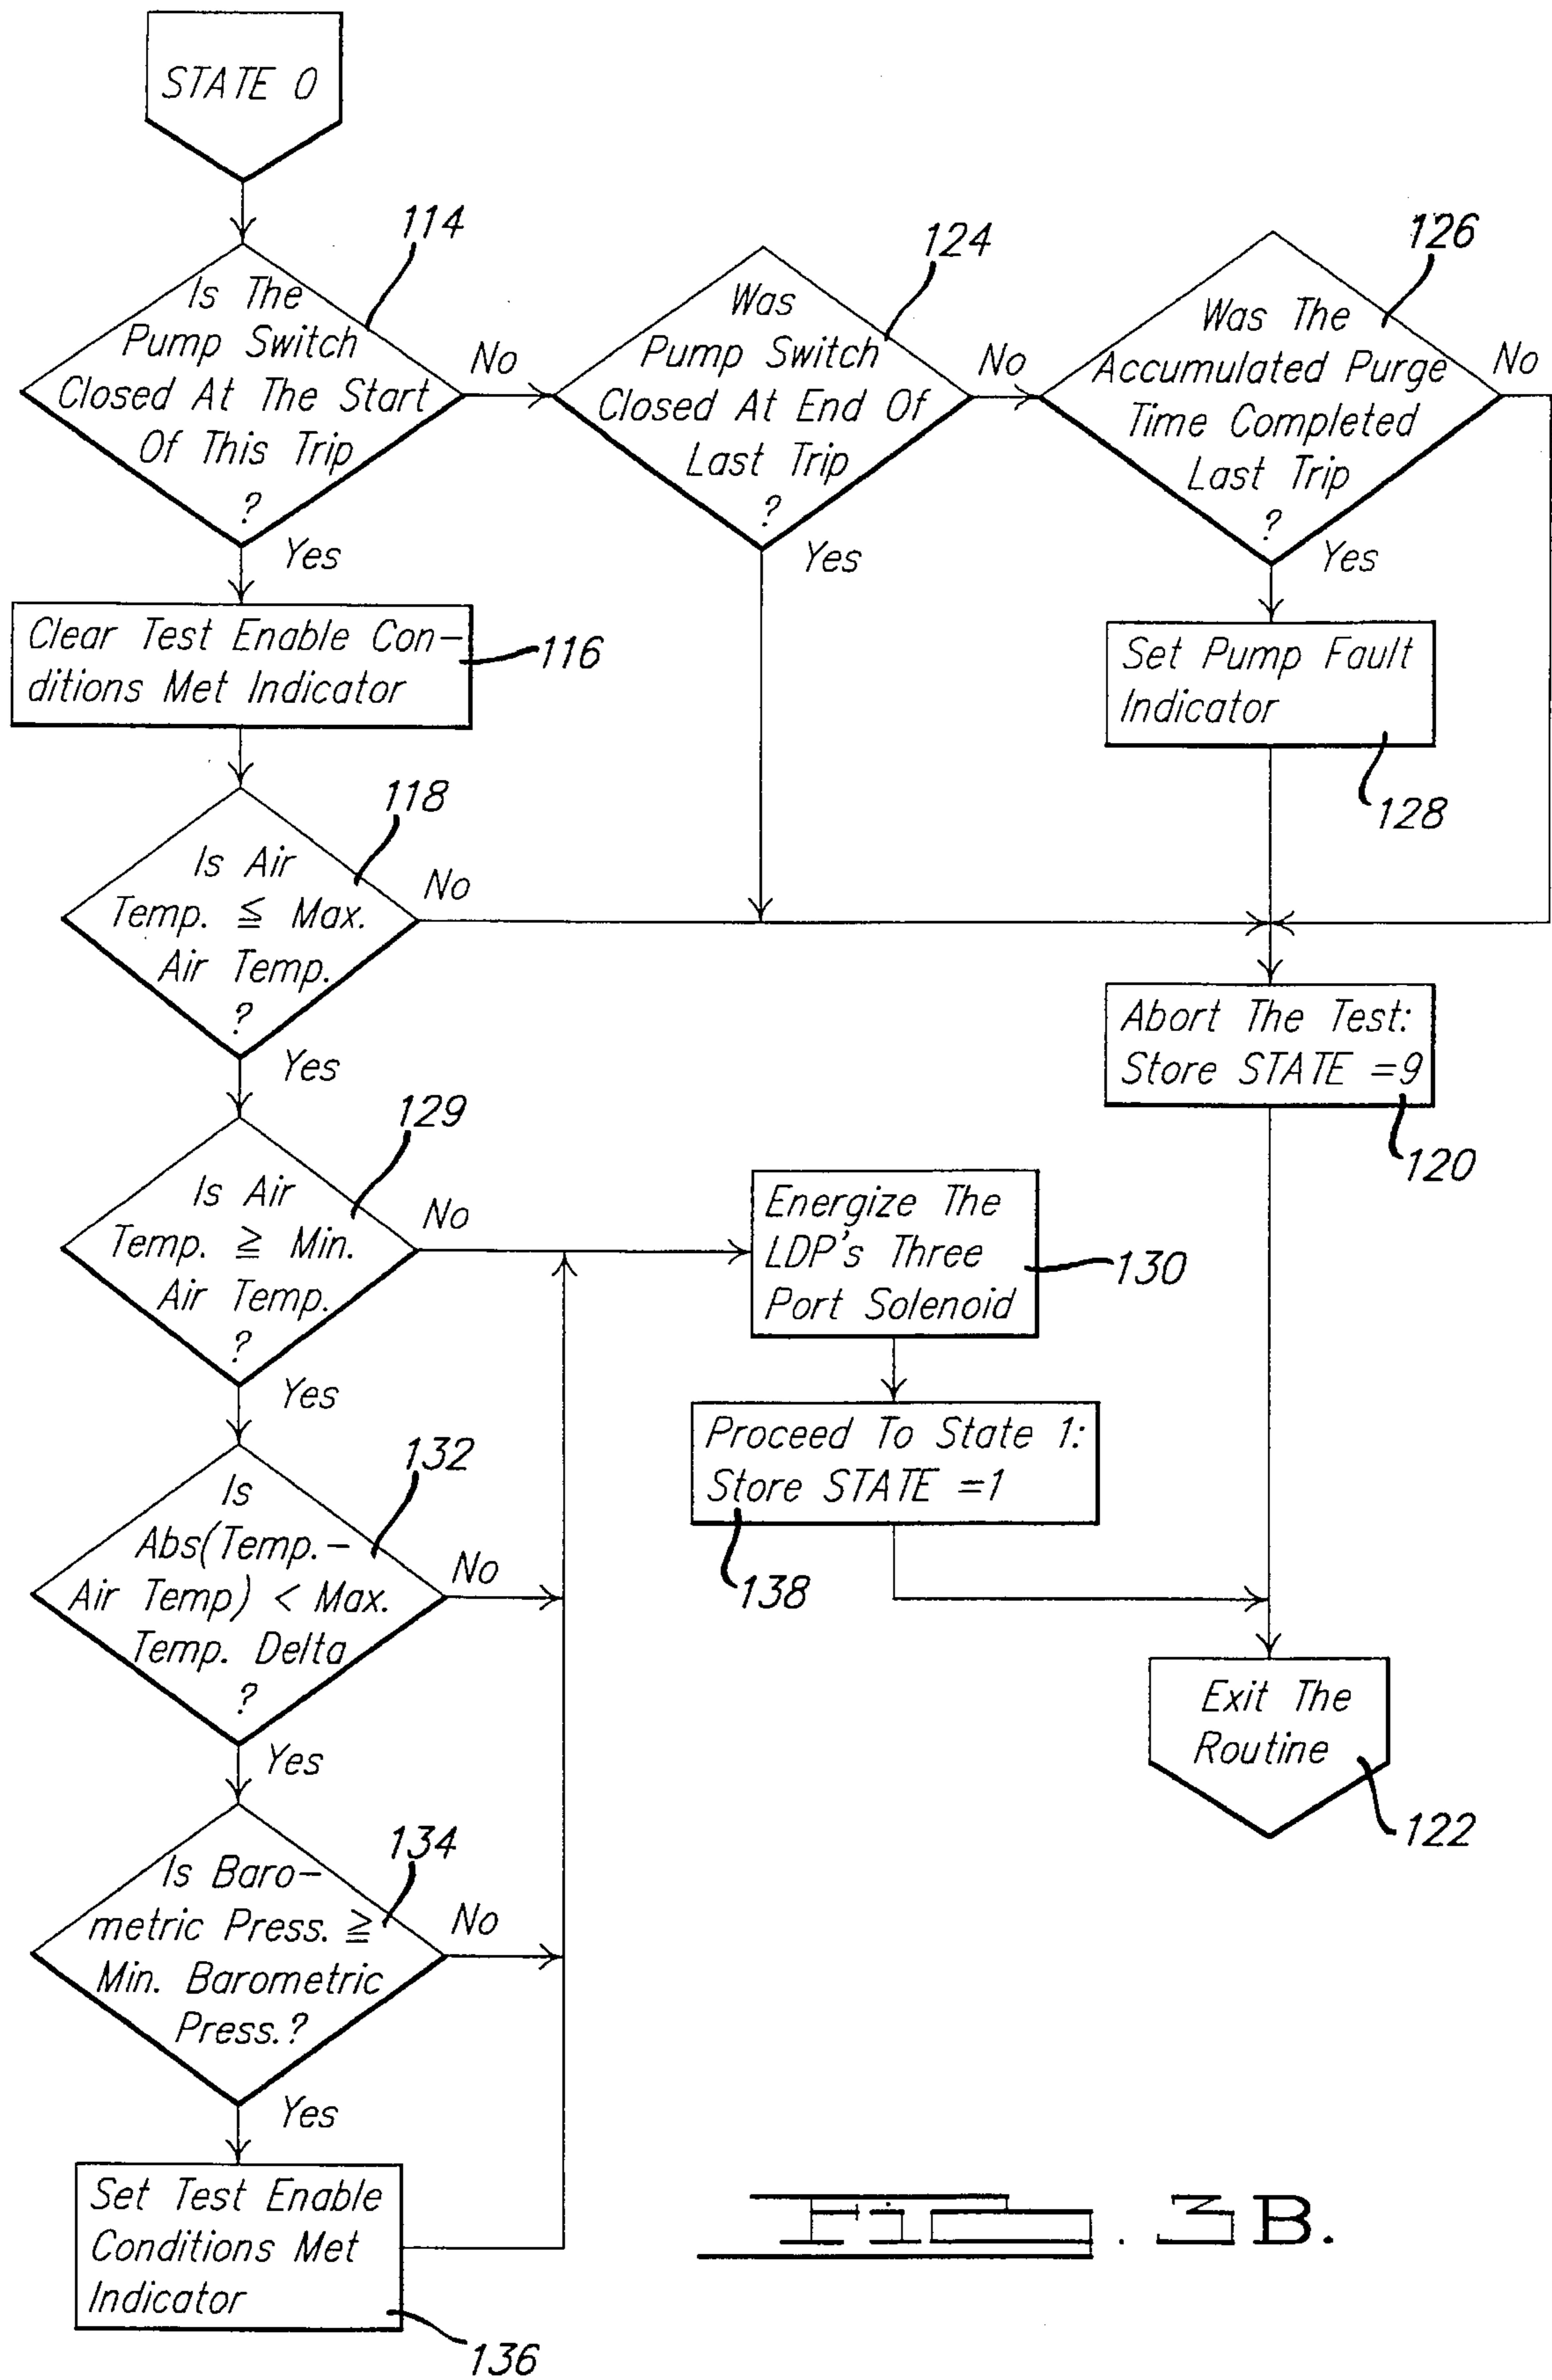 STATE 0
114
Is The
Pump Switch
Closed At The Start
Of This Trip
?
No
Yes
124
Was
Pump Switch
Closed At End Of
Last Trip
?
No
Yes
126
Was The
Accumulated Purge
Time Completed
Last Trip
?
No
Yes
Clear Test Enable Con-
ditions Met Indicator
116
Set Pump Fault
Indicator
128
118
Is Air
Temp. ≦ Max.
Air Temp.
?
No
Yes
Abort The Test:
Store STATE =9
120
129
Is Air
Temp. ≧ Min.
Air Temp.
?
No
Yes
Energize The
LDP's Three
Port Solenoid
130
Proceed To State 1:
Store STATE =1
138
132
Is
Abs(Temp.-
Air Temp) < Max.
Temp. Delta
?
No
Yes
Exit The
Routine
122
134
Is Baro-
metric Press. ≧
Min. Barometric
Press.?
No
Yes
Set Test Enable
Conditions Met
Indicator
136
FIG. 3B.